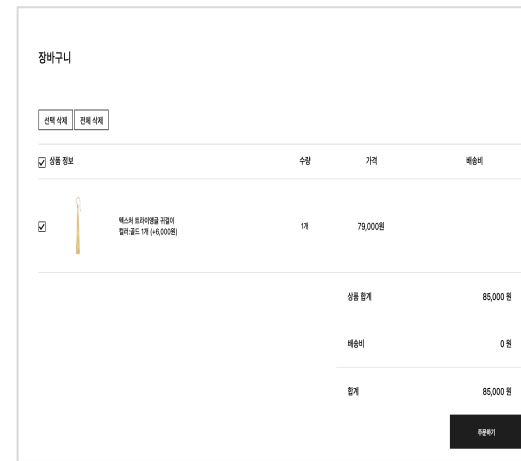 장바구니
선택 삭제 전체 삭제
상품 정보 수량 가격 배송비
텍스처 트라이앵글 귀걸이
컬러:골드 1개 (+6,000원)
1개 79,000원
상품 합계 85,000 원
배송비 0 원
합계 85,000 원
주문하기